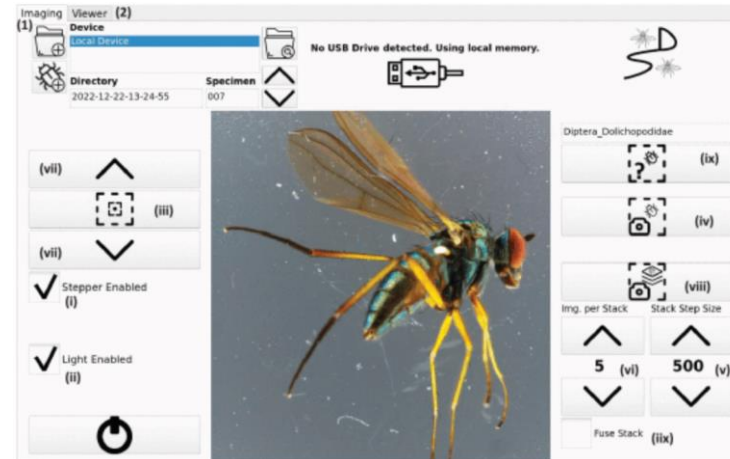 Imaging Viewer (2)
(1)
Device
Local Device
No USB Drive detected. Using local memory.
SD
Directory Specimen
2022-12-22-13-24-55 007
Diptera_Dolichopodidae
?
(ix)
(vii)
(iii)
(iv)
(vii)
Stepper Enabled
(i)
(viii)
Img. per Stack Stack Step Size
Light Enabled
(ii)
5 (vi) 500 (v)
Fuse Stack (iix)